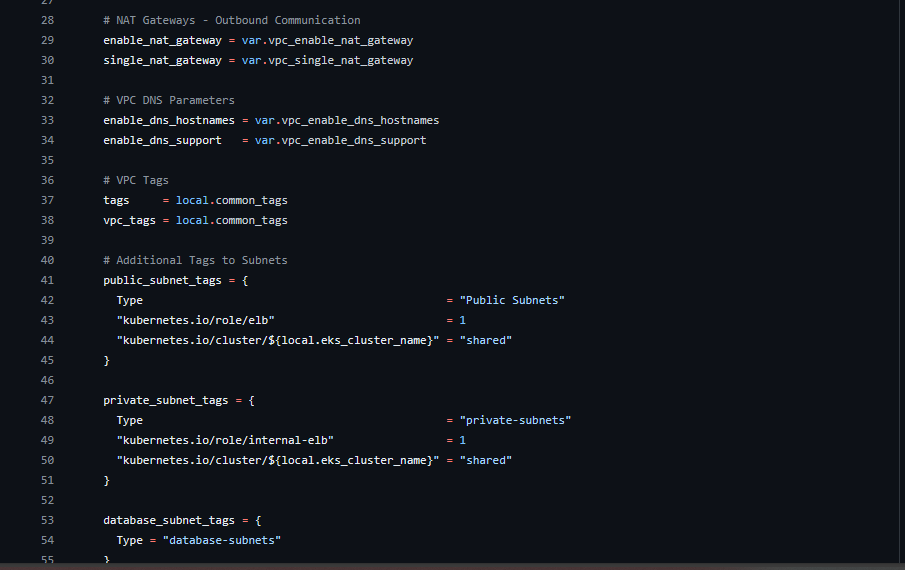 27
28 # NAT Gateways - Outbound Communication
29 enable_nat_gateway = var.vpc_enable_nat_gateway
30 single_nat_gateway = var.vpc_single_nat_gateway
31
32 # VPC DNS Parameters
33 enable_dns_hostnames = var.vpc_enable_dns_hostnames
34 enable_dns_support   = var.vpc_enable_dns_support
35
36 # VPC Tags
37 tags     = local.common_tags
38 vpc_tags = local.common_tags
39
40 # Additional Tags to Subnets
41 public_subnet_tags = {
42   Type                                              = "Public Subnets"
43   "kubernetes.io/role/elb"                          = 1
44   "kubernetes.io/cluster/${local.eks_cluster_name}" = "shared"
45 }
46
47 private_subnet_tags = {
48   Type                                              = "private-subnets"
49   "kubernetes.io/role/internal-elb"                 = 1
50   "kubernetes.io/cluster/${local.eks_cluster_name}" = "shared"
51 }
52
53 database_subnet_tags = {
54   Type = "database-subnets"
55 }